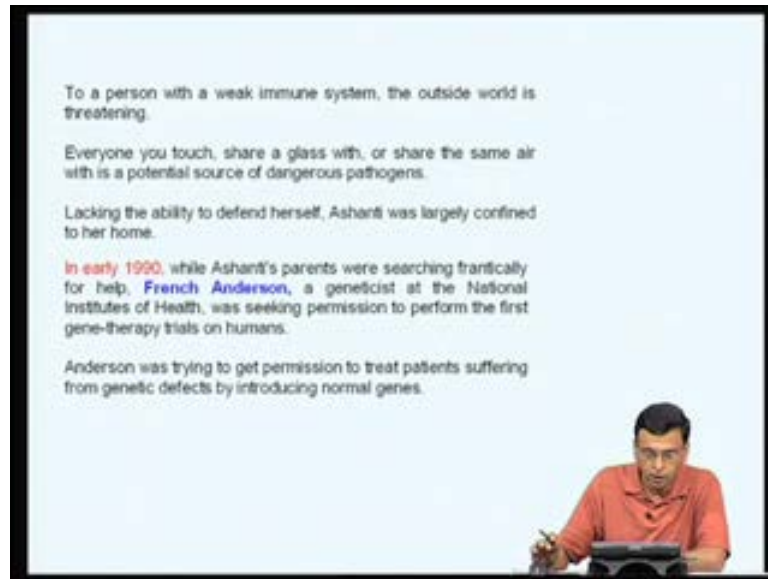 To a person with a weak immune system, the outside world is
threatening.
Everyone you touch, share a glass with, or share the same air
with is a potential source of dangerous pathogens.
Lacking the ability to defend herself, Ashanti was largely confined
to her home.
In early 1990, while Ashanti's parents were searching frantically
for help, French Anderson, a geneticist at the National
Institutes of Health, was seeking permission to perform the first
gene-therapy trials on humans.
Anderson was trying to get permission to treat patients suffering
from genetic defects by introducing normal genes.